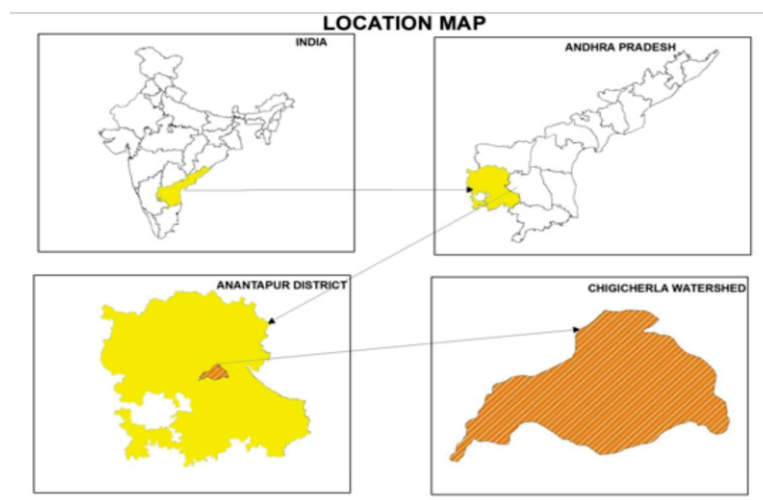 LOCATION MAP
INDIA
ANDHRA PRADESH
ANANTAPUR DISTRICT
CHIGICHERLA WATERSHED